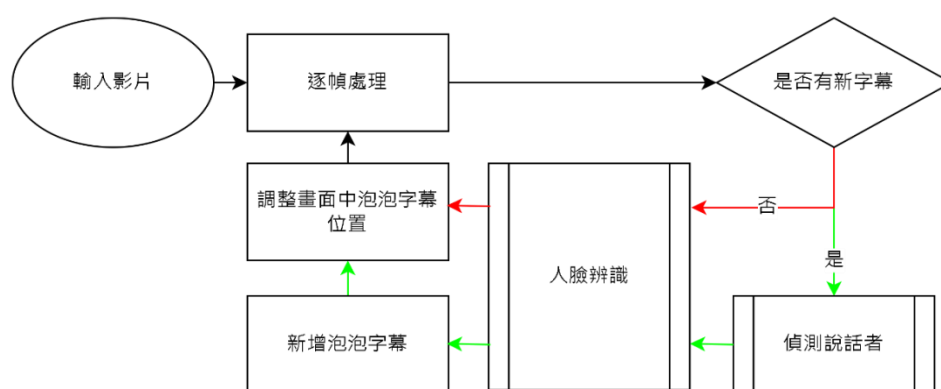 輸入影片
逐幀處理
是否有新字幕
調整畫面中泡泡字幕
位置
否
人臉辨識
是
新增泡泡字幕
偵測說話者